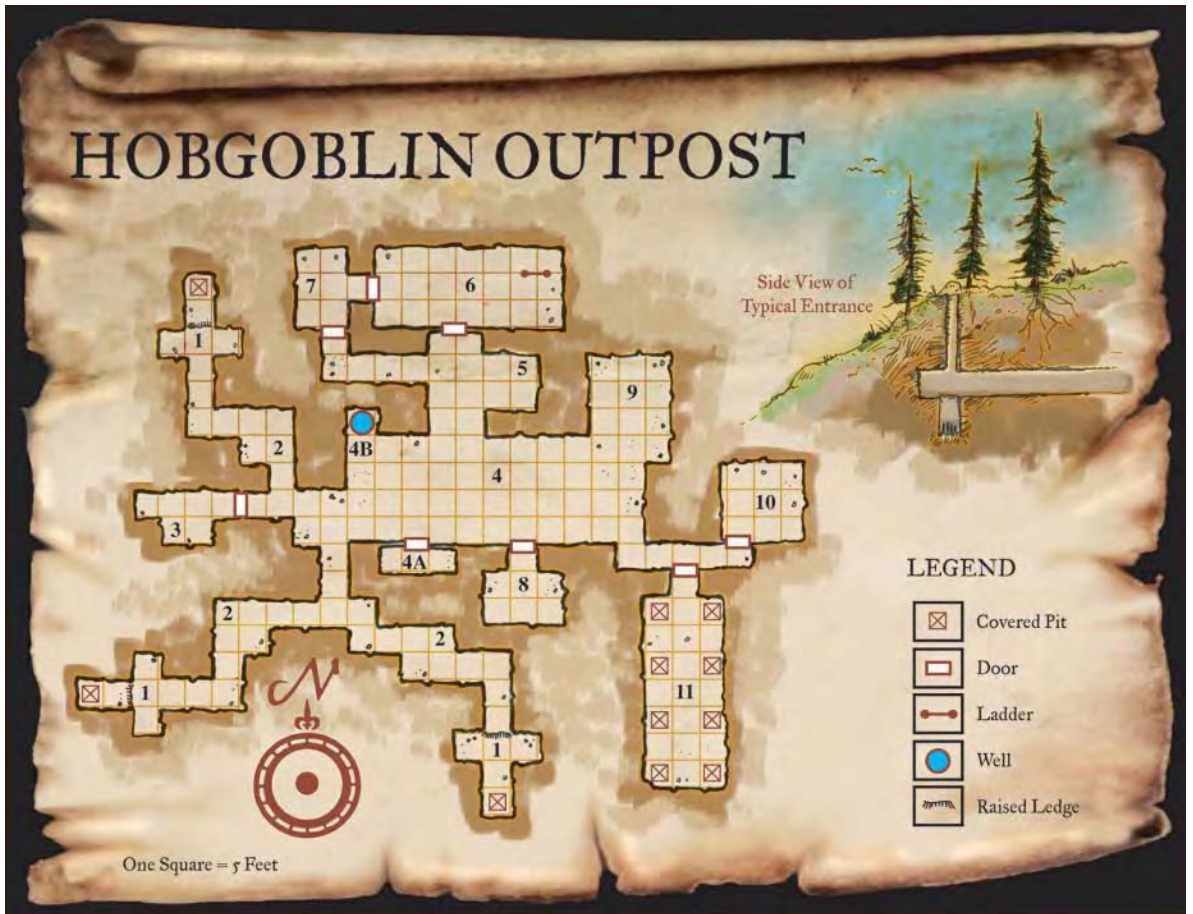 HOBGOBLIN OUTPOST
Side View of
Typical Entrance
7
6
1
5
9
2
4B
4
10
3
4A
8
2
2
11
1
1
N
LEGEND
Covered Pit
Door
Ladder
Well
Raised Ledge
One Square = 5 Feet